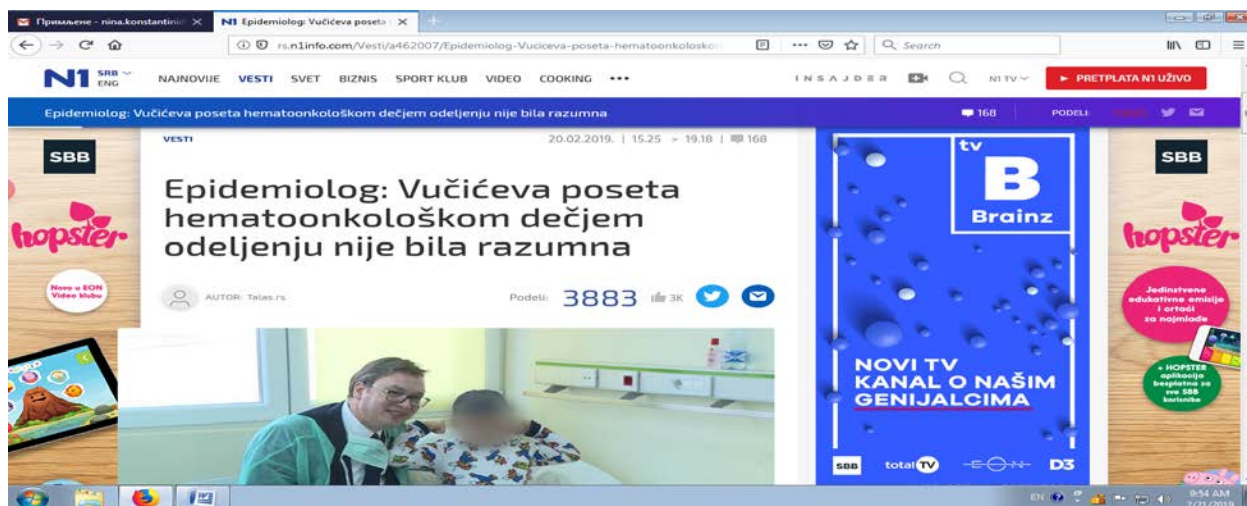 Примљене - nina.konstantini
N1 Epidemiolog: Vučićeva poseta
rs.n1info.com/Vesti/a462007/Epidemiolog-Vuciceva-poseta-hematoonkolosko
Search
N1 SRB ENG
NAJNOVIJE VESTI SVET BIZNIS SPORT KLUB VIDEO COOKING •••
INSAJDER
N1 TV
PRETPLATA N1 UŽIVO
Epidemiolog: Vučićeva poseta hematoonkološkom dečjem odeljenju nije bila razumna
168
PODELI:
VESTI
20.02.2019. | 15.25 > 19.18 | 168
Epidemiolog: Vučićeva poseta
hematoonkološkom dečjem
odeljenju nije bila razumna
AUTOR: Talas.rs
Podeli: 3883 3K
SBB
hopster
Novo u EON
Video klubu
tv
B
Brainz
NOVI TV
KANAL O NAŠIM
GENIJALCIMA
SBB total TV EON D3
SBB
hopster
Jedinstvene
edukativne emisije
i crtaći
za najmlađe
+ HOPSTER
aplikacija
besplatna za
sve SBB
korisnike
EN
9:54 AM
2/21/2019